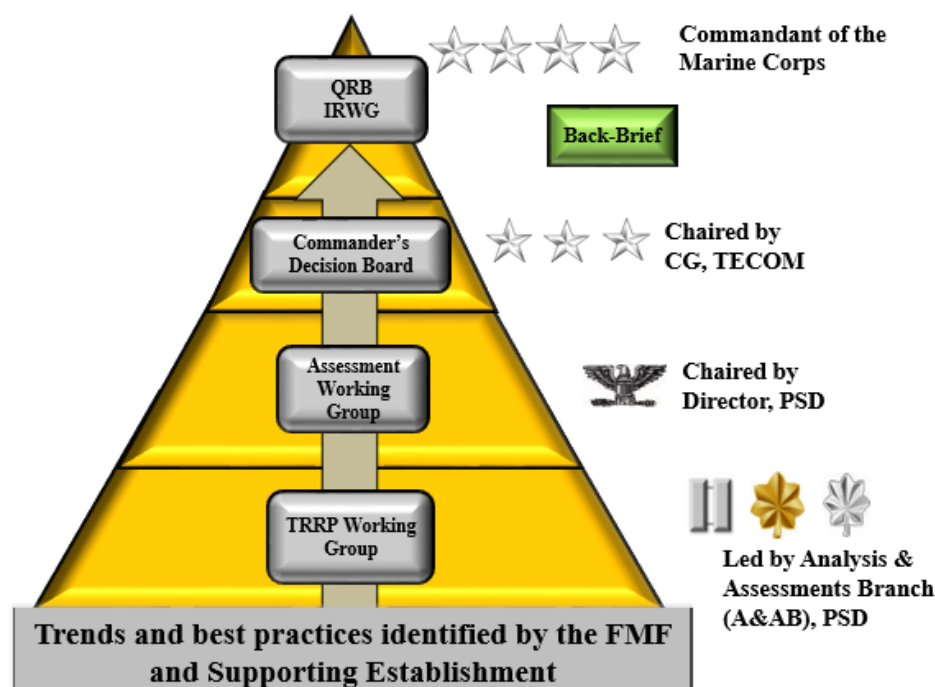 QRB
IRWG
Commandant of the
Marine Corps
Back-Brief
Commander's
Decision Board
Chaired by
CG, TECOM
Assessment
Working
Group
Chaired by
Director, PSD
TRRP Working
Group
Led by Analysis &
Assessments Branch
(A&AB), PSD
Trends and best practices identified by the FMF
and Supporting Establishment